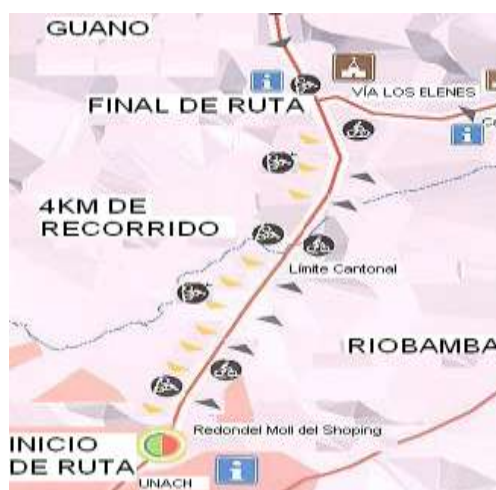 GUANO
VÍA LOS ELENES
FINAL DE RUTA
4KM DE
RECORRIDO
Límite Cantonal
RIOBAMBA
Redondel Moll del Shoping
INICIO
DE RUTA
UNACH